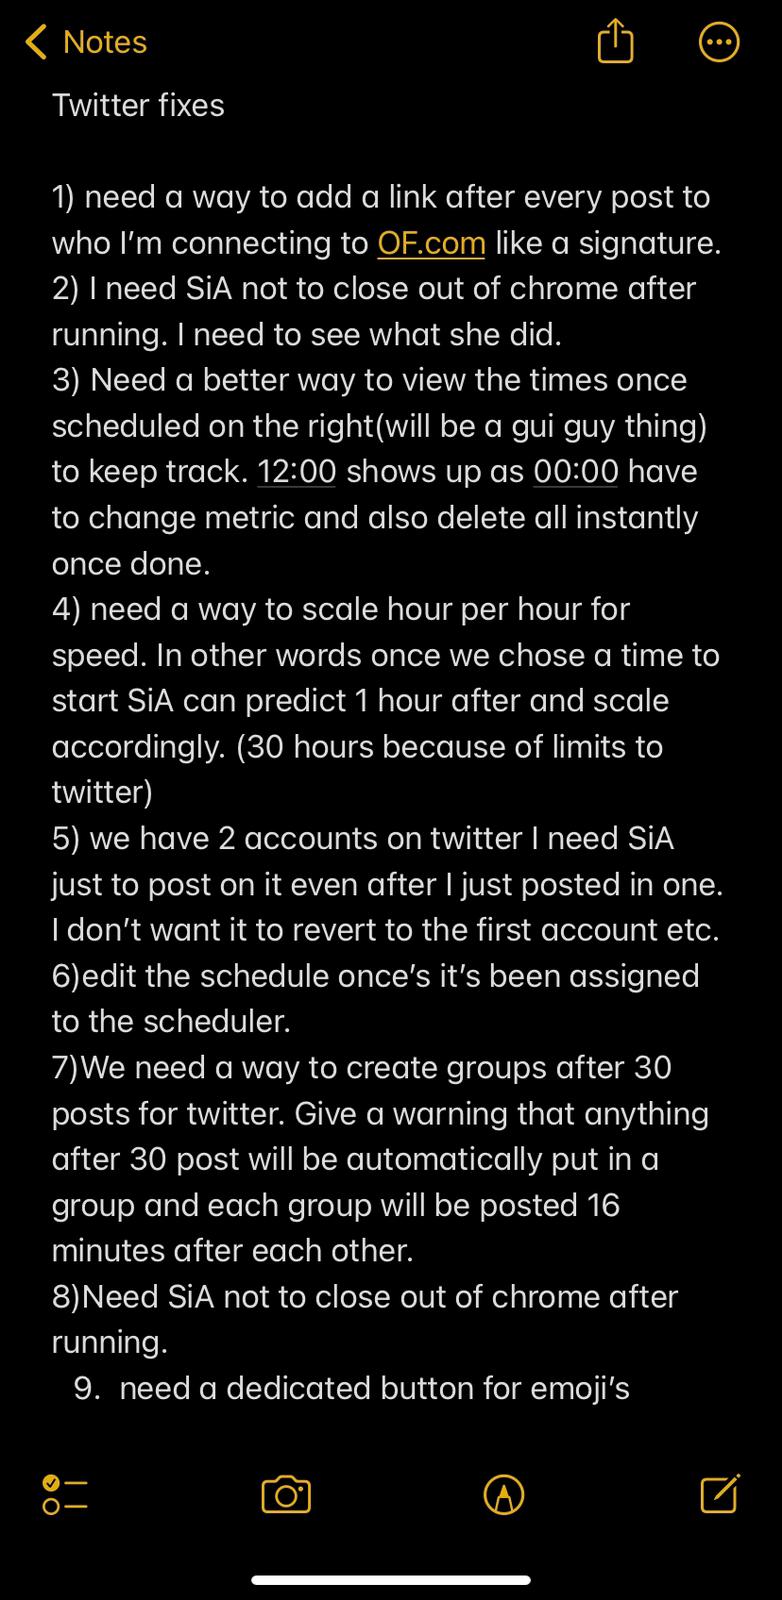 Notes
Twitter fixes
1) need a way to add a link after every post to
who I’m connecting to OF.com like a signature.
2) I need SiA not to close out of chrome after
running. I need to see what she did.
3) Need a better way to view the times once
scheduled on the right(will be a gui guy thing)
to keep track. 12:00 shows up as 00:00 have
to change metric and also delete all instantly
once done.
4) need a way to scale hour per hour for
speed. In other words once we chose a time to
start SiA can predict 1 hour after and scale
accordingly. (30 hours because of limits to
twitter)
5) we have 2 accounts on twitter I need SiA
just to post on it even after I just posted in one.
I don’t want it to revert to the first account etc.
6)edit the schedule once’s it’s been assigned
to the scheduler.
7)We need a way to create groups after 30
posts for twitter. Give a warning that anything
after 30 post will be automatically put in a
group and each group will be posted 16
minutes after each other.
8)Need SiA not to close out of chrome after
running.
9. need a dedicated button for emoji’s